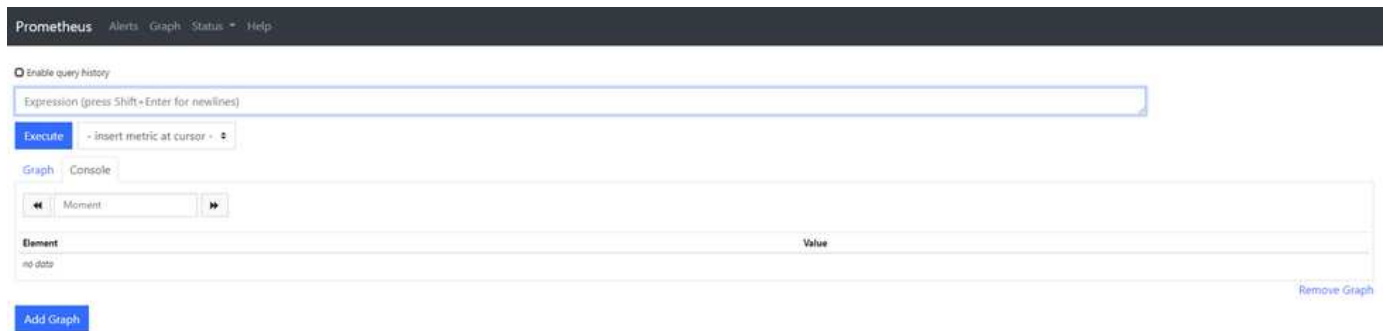 Prometheus Alerts Graph Status Help
Enable query history
Expression (press Shift+Enter for newlines)
Execute - insert metric at cursor -
Graph Console
Moment
Element Value
no data
Remove Graph
Add Graph